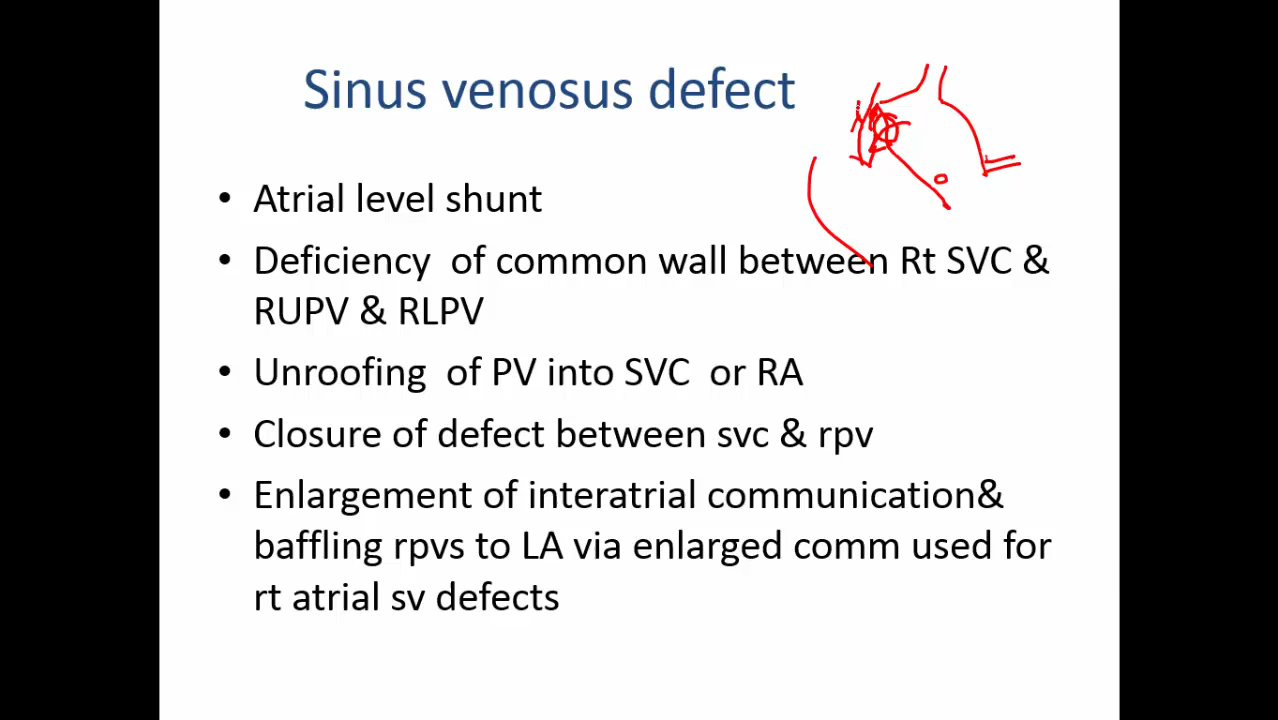 Sinus venosus defect
• Atrial level shunt
• Deficiency of common wall between Rt SVC &
RUPV & RLPV
• Unroofing of PV into SVC or RA
• Closure of defect between svc & rpv
• Enlargement of interatrial communication&
baffling rpvs to LA via enlarged comm used for
rt atrial sv defects